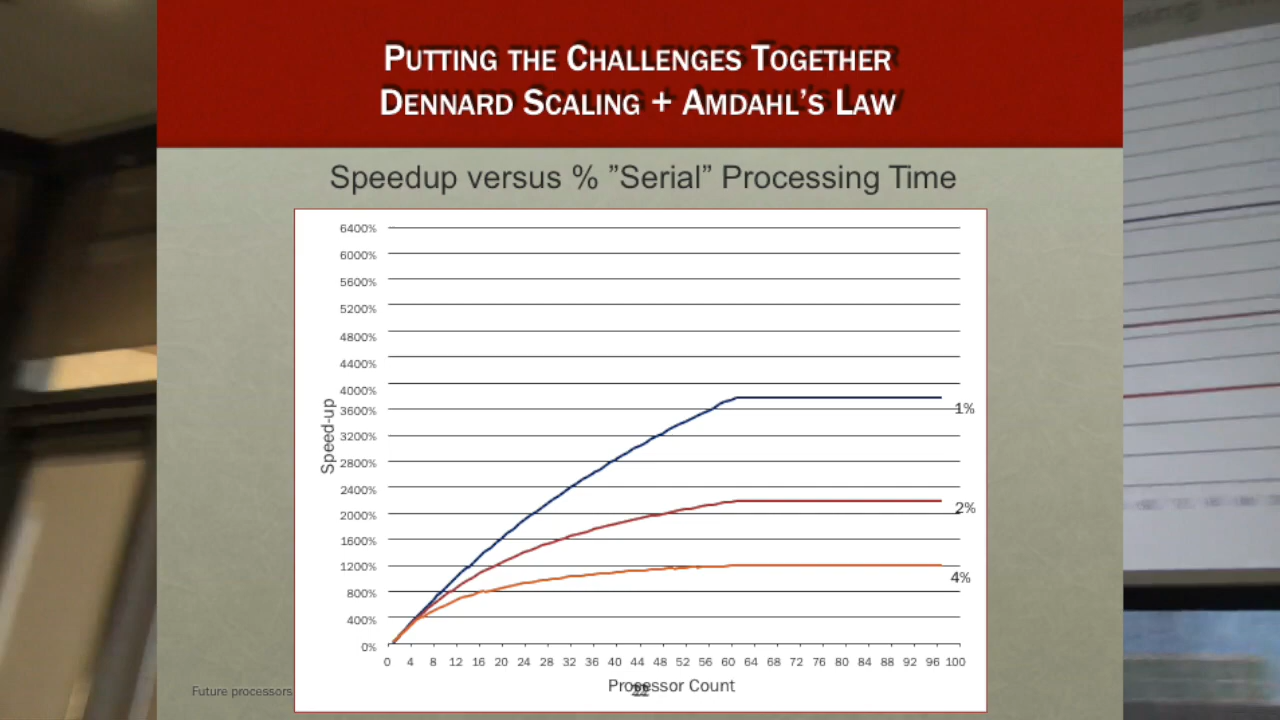 PUTTING THE CHALLENGES TOGETHER
DENNARD SCALING + AMDAHL'S LAW
Speedup versus % ”Serial” Processing Time
6400%
6000%
5600%
5200%
4800%
4400%
4000%
3600%
3200%
2800%
2400%
2000%
1600%
1200%
800%
400%
0%
Speed-up
1%
2%
4%
0 4 8 12 16 20 24 28 32 36 40 44 48 52 56 60 64 68 72 76 80 84 88 92 96 100
Processor Count
Future processors